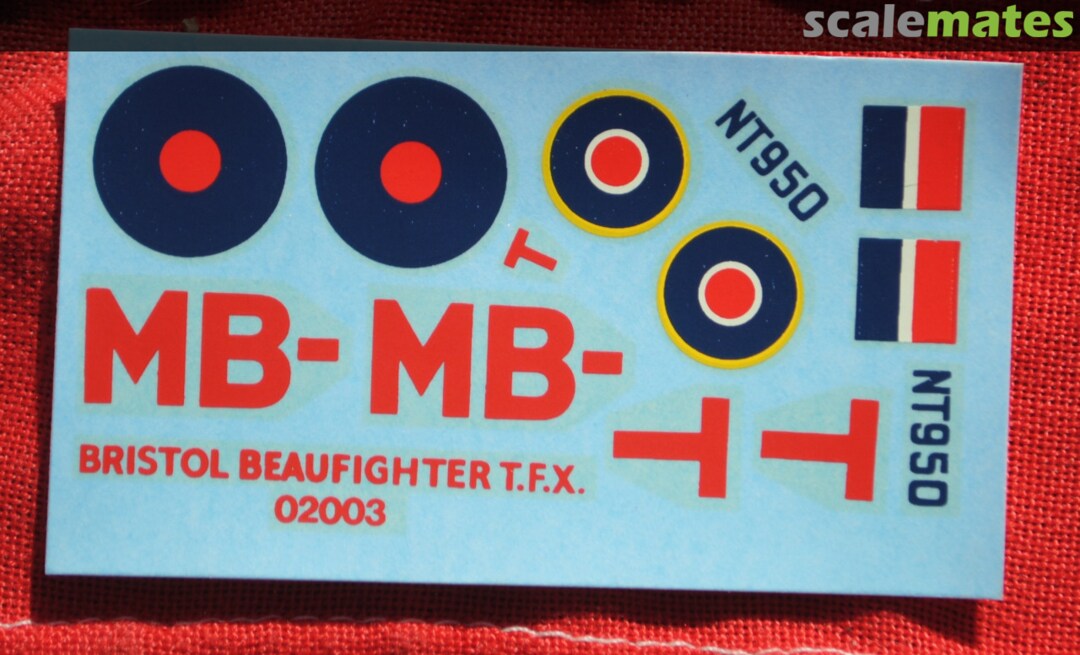 scalemates
NT950
T
MB- MB-
T T
NT950
BRISTOL BEAUFIGHTER T.F.X.
02003